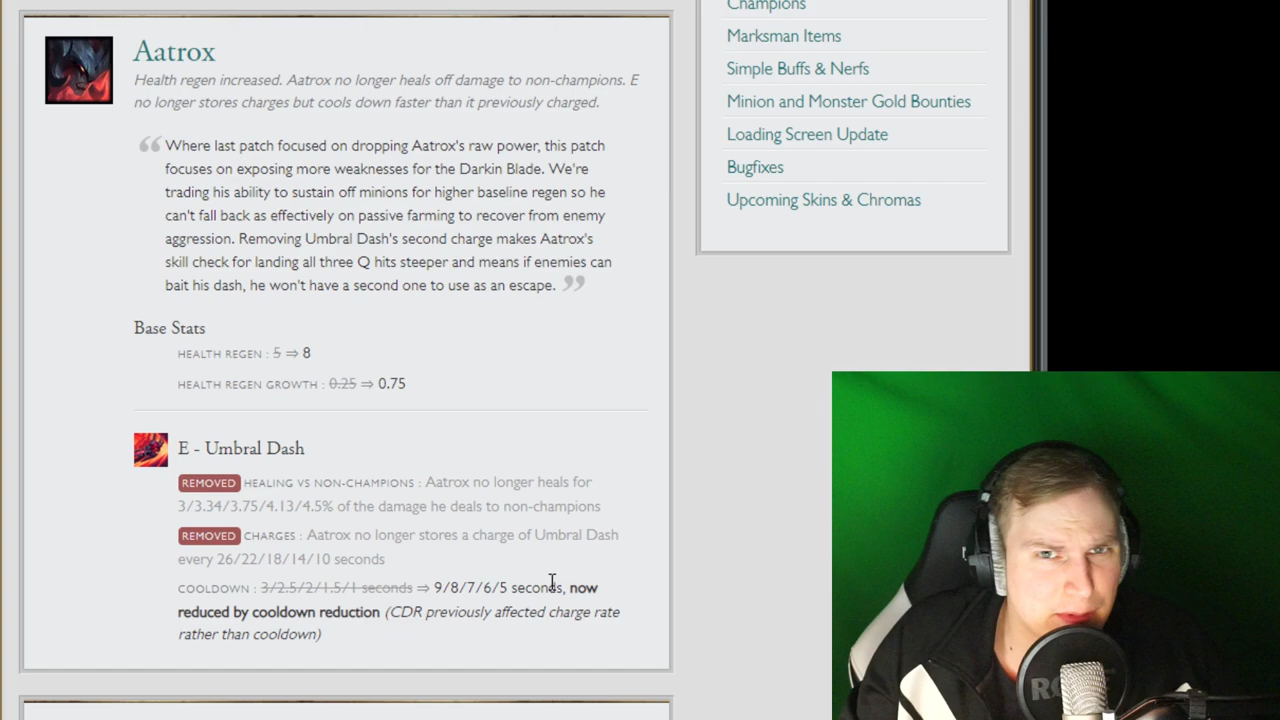 Aatrox
Health regen increased. Aatrox no longer heals off damage to non-champions. E
no longer stores charges but cools down faster than it previously charged.
“ Where last patch focused on dropping Aatrox's raw power, this patch
focuses on exposing more weaknesses for the Darkin Blade. We're
trading his ability to sustain off minions for higher baseline regen so he
can't fall back as effectively on passive farming to recover from enemy
aggression. Removing Umbral Dash's second charge makes Aatrox's
skill check for landing all three Q hits steeper and means if enemies can
bait his dash, he won't have a second one to use as an escape. ”
Base Stats
HEALTH REGEN : 5 ⇒ 8
HEALTH REGEN GROWTH : 0.25 ⇒ 0.75
E - Umbral Dash
REMOVED HEALING VS NON-CHAMPIONS : Aatrox no longer heals for
3/3.34/3.75/4.13/4.5% of the damage he deals to non-champions
REMOVED CHARGES : Aatrox no longer stores a charge of Umbral Dash
every 26/22/18/14/10 seconds
COOLDOWN : 3/2.5/2/1.5/1 seconds ⇒ 9/8/7/6/5 seconds, now
reduced by cooldown reduction (CDR previously affected charge rate
rather than cooldown)
Champions
Marksman Items
Simple Buffs & Nerfs
Minion and Monster Gold Bounties
Loading Screen Update
Bugfixes
Upcoming Skins & Chromas